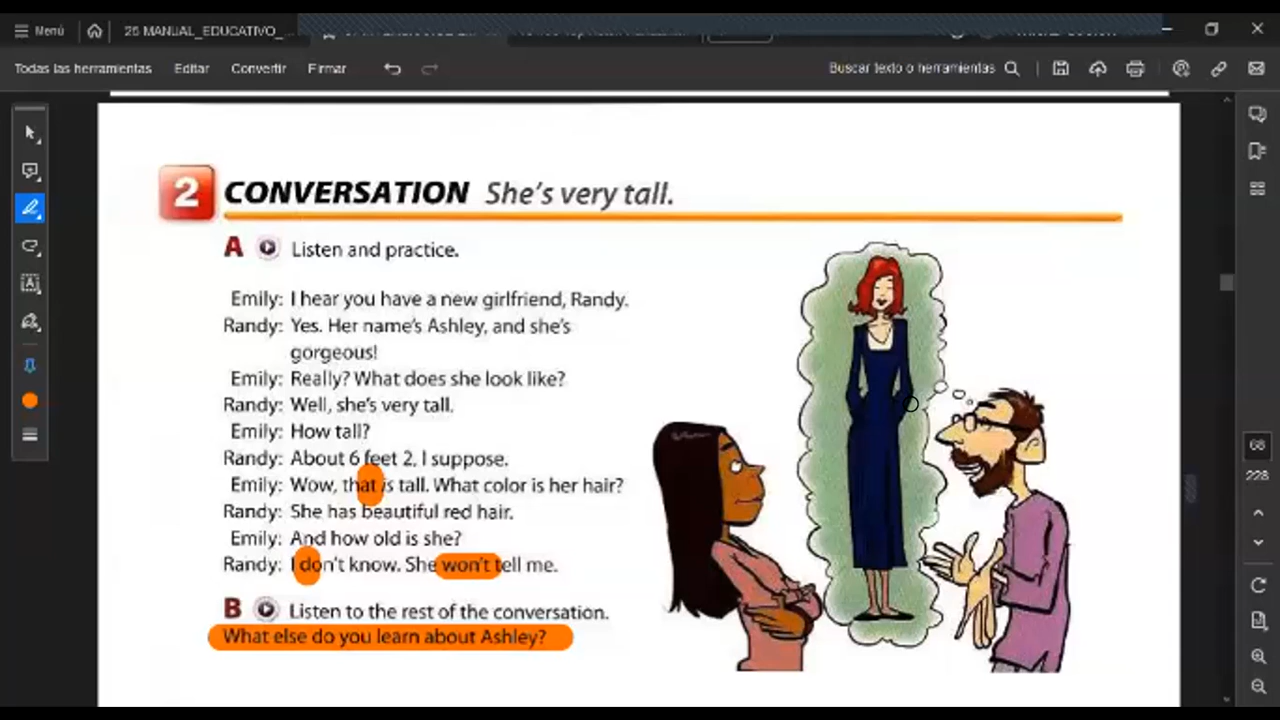 Menú
26 MANUAL_EDUCATIVO_...
Todas las herramientas Editar Convertir Firmar
Buscar texto o herramientas
2 CONVERSATION She's very tall.
A Listen and practice.
Emily: I hear you have a new girlfriend, Randy.
Randy: Yes. Her name's Ashley, and she's
gorgeous!
Emily: Really? What does she look like?
Randy: Well, she's very tall.
Emily: How tall?
Randy: About 6 feet 2, I suppose.
Emily: Wow, that is tall. What color is her hair?
Randy: She has beautiful red hair.
Emily: And how old is she?
Randy: I don't know. She won't tell me.
B Listen to the rest of the conversation.
What else do you learn about Ashley?
68
228